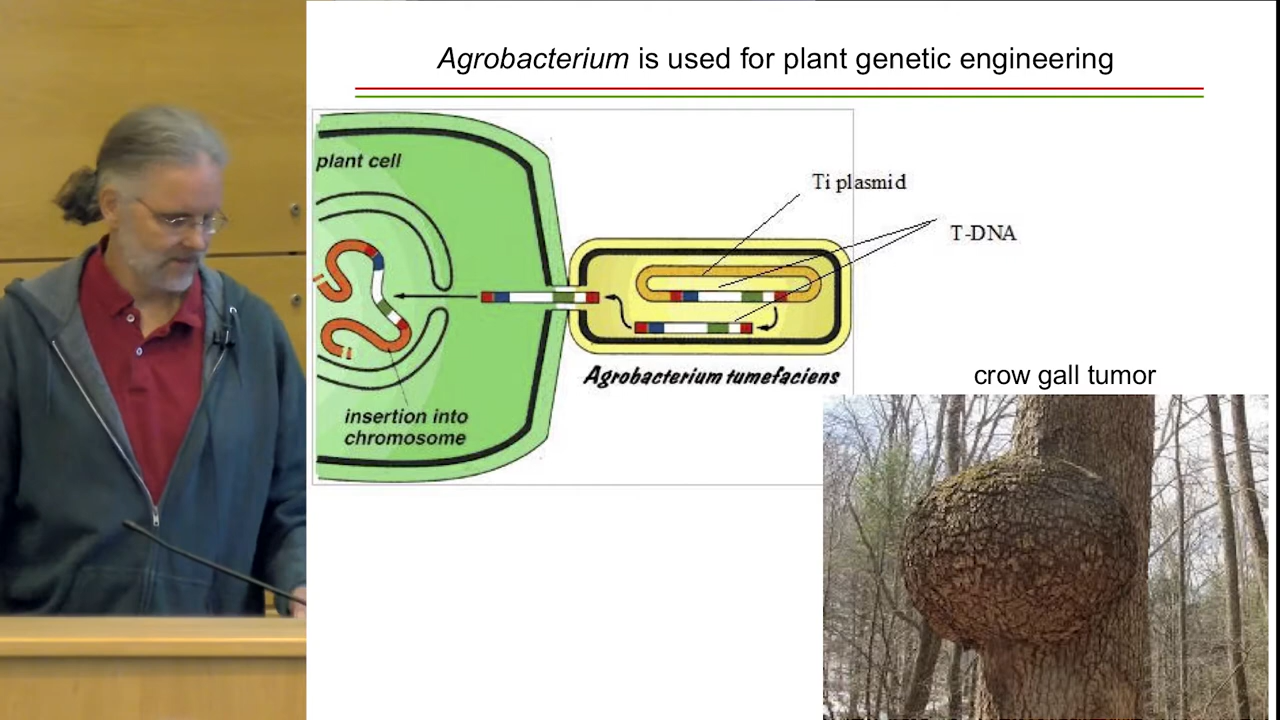 Agrobacterium is used for plant genetic engineering
plant cell
Ti plasmid
T-DNA
Agrobacterium tumefaciens
crow gall tumor
insertion into
chromosome